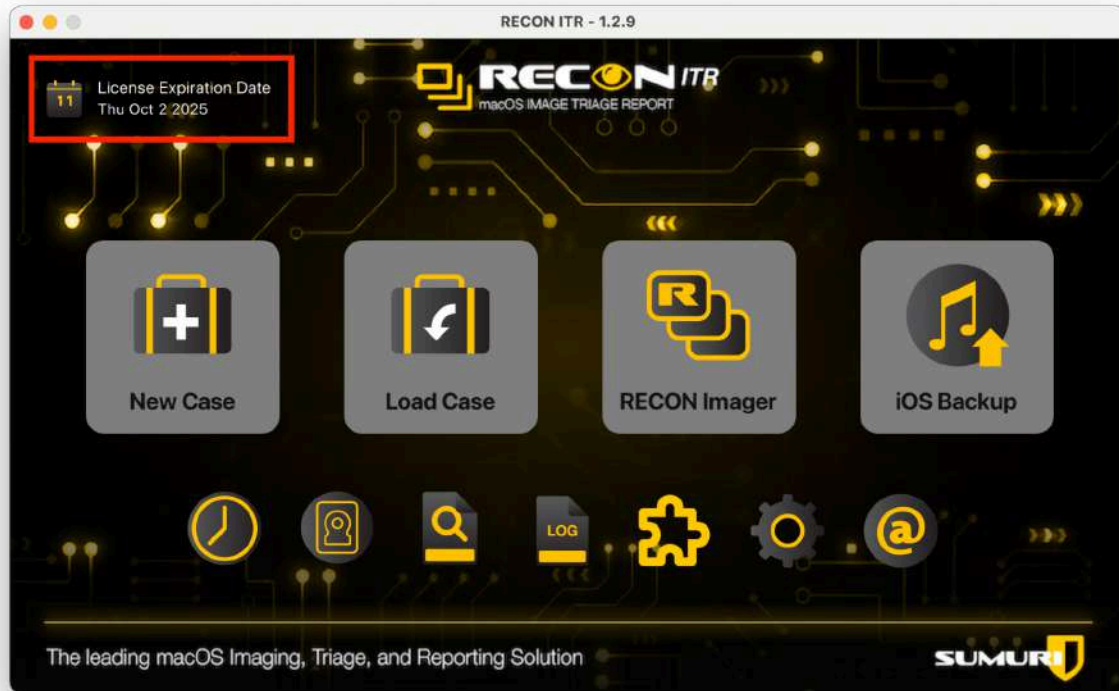 RECON ITR - 1.2.9
11
License Expiration Date
Thu Oct 2 2025
RECON ITR
macOS IMAGE TRIAGE REPORT
New Case
Load Case
R
RECON Imager
iOS Backup
LOG
@
The leading macOS Imaging, Triage, and Reporting Solution
SUMURI